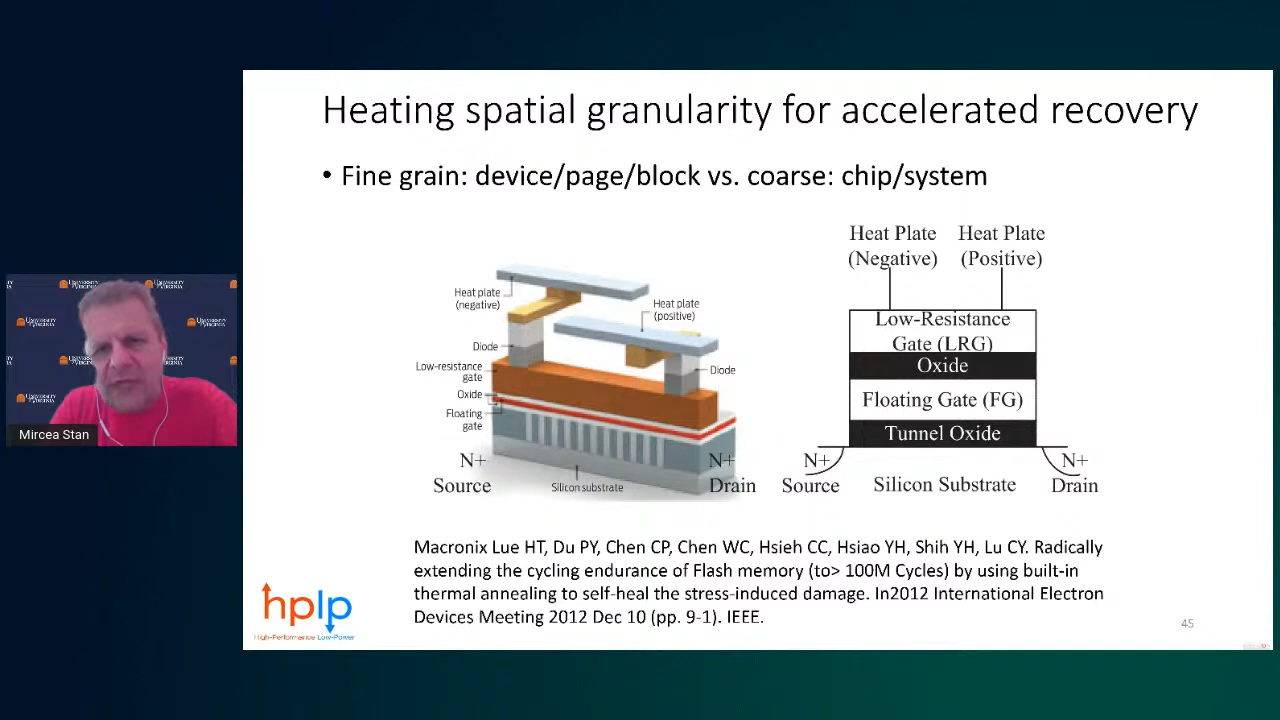 Heating spatial granularity for accelerated recovery
• Fine grain: device/page/block vs. coarse: chip/system
Heat plate
(negative)
Heat plate
(positive)
Diode
Diode
Low-resistance
gate
Oxide
Floating
gate
N+
Source
Silicon substrate
N+
Drain
Heat Plate
(Negative)
Heat Plate
(Positive)
Low-Resistance
Gate (LRG)
Oxide
Floating Gate (FG)
Tunnel Oxide
N+
Source
Silicon Substrate
N+
Drain
Macronix Lue HT, Du PY, Chen CP, Chen WC, Hsieh CC, Hsiao YH, Shih YH, Lu CY. Radically
extending the cycling endurance of Flash memory (to> 100M Cycles) by using built-in
thermal annealing to self-heal the stress-induced damage. In2012 International Electron
Devices Meeting 2012 Dec 10 (pp. 9-1). IEEE.
hplp
High-Performance Low-Power
45
UNIVERSITY
OF VIRGINIA
Mircea Stan